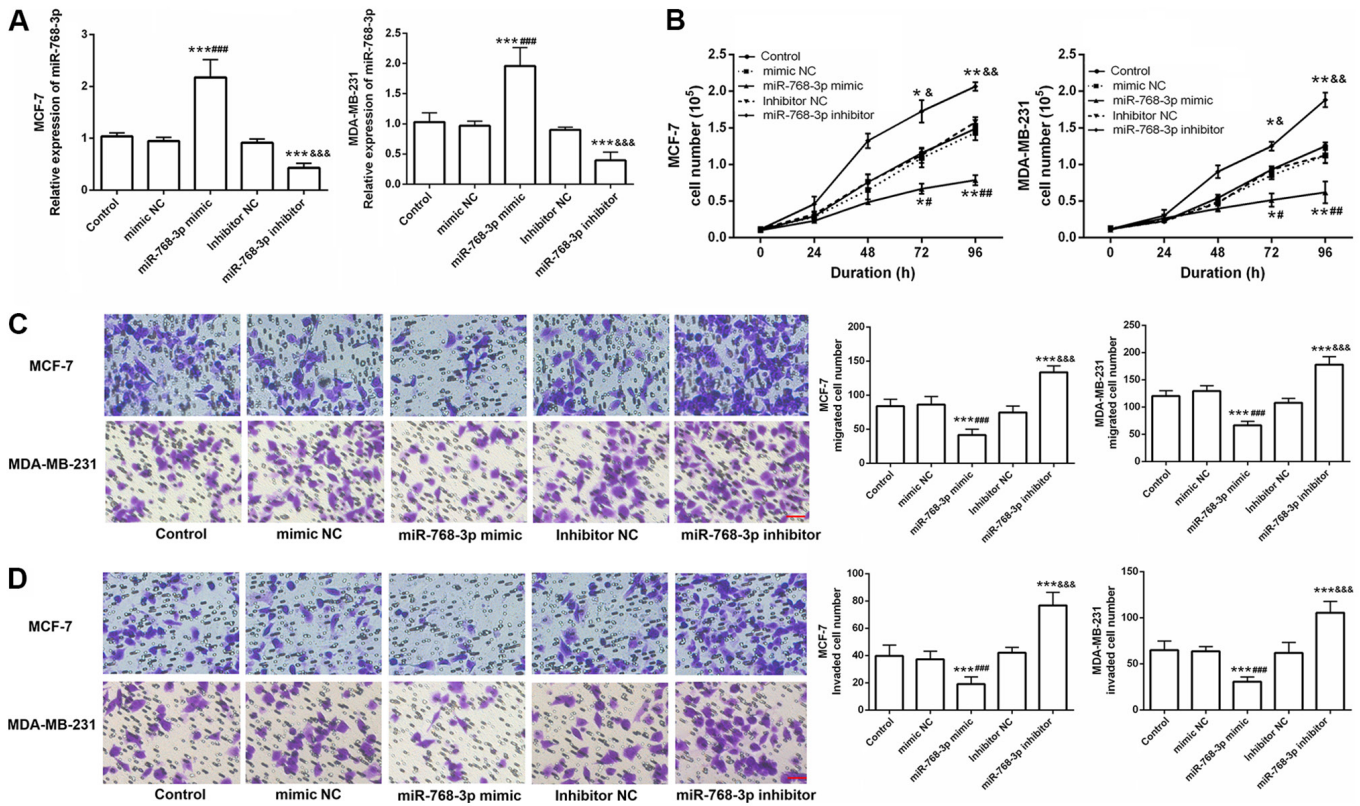 A
MCF-7
Relative expression of miR-768-3p
4
3
2
1
0
***###
***&&&
Control
mimic NC
miR-768-3p mimic
Inhibitor NC
miR-768-3p inhibitor
MDA-MB-231
Relative expression of miR-768-3p
2.5
2.0
1.5
1.0
0.5
0.0
***###
***&&&
Control
mimic NC
miR-768-3p mimic
Inhibitor NC
miR-768-3p inhibitor
B
MCF-7
cell number (10⁵)
2.5
2.0
1.5
1.0
0.5
0.0
Control
mimic NC
miR-768-3p mimic
Inhibitor NC
miR-768-3p inhibitor
* &
**&&
*#
**##
0
24
48
72
96
Duration (h)
MDA-MB-231
cell number (10⁵)
2.5
2.0
1.5
1.0
0.5
0.0
Control
mimic NC
miR-768-3p mimic
Inhibitor NC
miR-768-3p inhibitor
*&
**&&
*#
**##
0
24
48
72
96
Duration (h)
C
MCF-7
MDA-MB-231
Control
mimic NC
miR-768-3p mimic
Inhibitor NC
miR-768-3p inhibitor
MCF-7
migrated cell number
200
150
100
50
0
***###
***&&&
Control
mimic NC
miR-768-3p mimic
Inhibitor NC
miR-768-3p inhibitor
MDA-MB-231
migrated cell number
250
200
150
100
50
0
***###
***&&&
Control
mimic NC
miR-768-3p mimic
Inhibitor NC
miR-768-3p inhibitor
D
MCF-7
MDA-MB-231
Control
mimic NC
miR-768-3p mimic
Inhibitor NC
miR-768-3p inhibitor
MCF-7
Invaded cell number
100
80
60
40
20
0
***###
***&&&
Control
mimic NC
miR-768-3p mimic
Inhibitor NC
miR-768-3p inhibitor
MDA-MB-231
invaded cell number
150
100
50
0
***###
***&&&
Control
mimic NC
miR-768-3p mimic
Inhibitor NC
miR-768-3p inhibitor